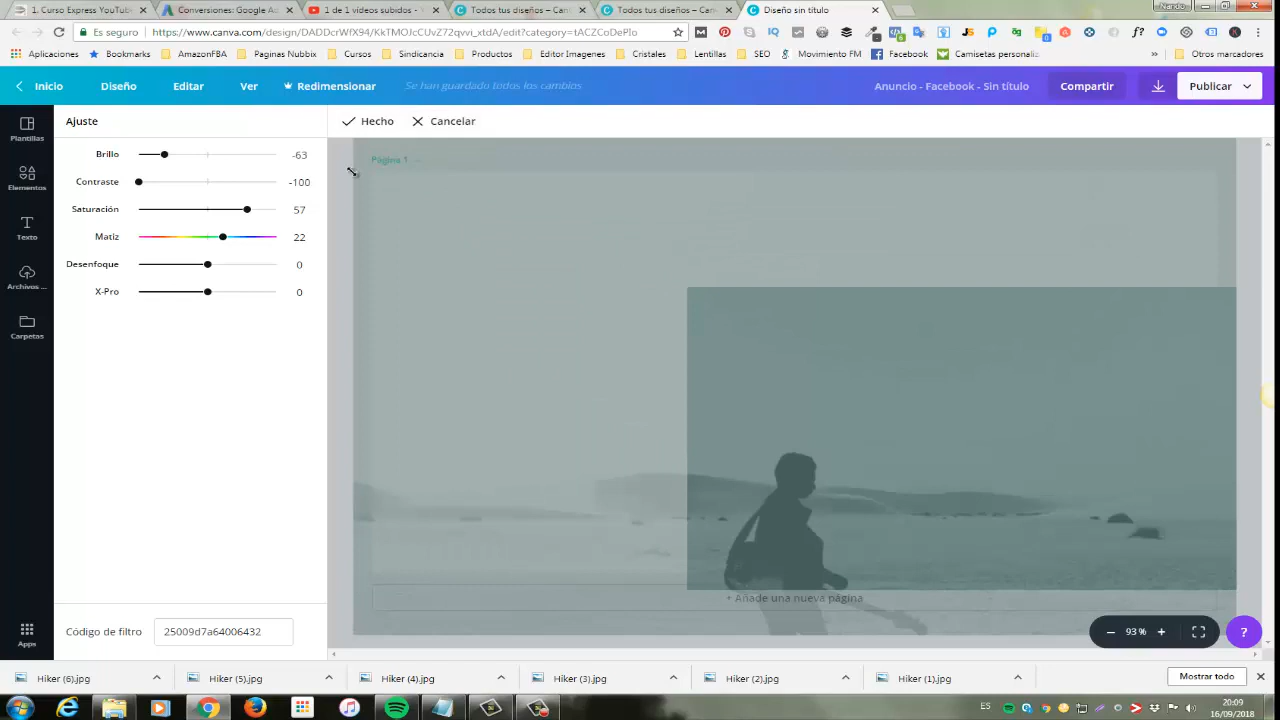 1. Curso Express YouTub
Conversiones: Google A
1 de 1 vídeos subidos -
Todos tus diseños – Can
Todos tus diseños – Can
Diseño sin título
Nando
Es seguro
https://www.canva.com/design/DADDcrWfX94/KkTMOJcCUvZ72qvvi_xtdA/edit?category=tACZCoDePIo
Aplicaciones
Bookmarks
AmazonFBA
Paginas Nubbix
Cursos
Sindicans
Productos
Editor Imagenes
Cristales
Lentillas
SEO
Movimiento FM
Facebook
Camisetas personaliz
»
Otros marcadores
Inicio
Diseño
Editar
Ver
Redimensionar
Se han guardado todos los cambios
Anuncio - Facebook - Sin título
Compartir
Publicar
Plantillas
Elementos
Texto
Archivos ...
Carpetas
Apps
Ajuste
Hecho
Cancelar
Brillo -63
Contraste -100
Saturación 57
Matiz 22
Desenfoque 0
X-Pro 0
Página 1
+ Añade una nueva página
Código de filtro 25009d7a64006432
– 93 % +
?
Hiker (6).jpg
Hiker (5).jpg
Hiker (4).jpg
Hiker (3).jpg
Hiker (2).jpg
Hiker (1).jpg
Mostrar todo
ES
20:09
16/09/2018